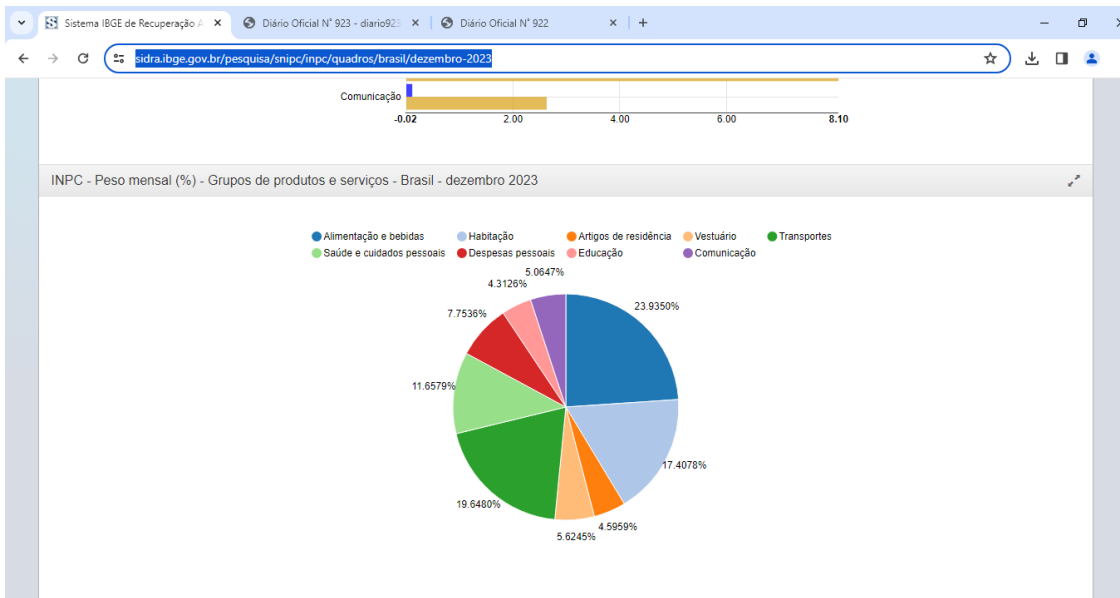 Sistema IBGE de Recuperação A
Diário Oficial N° 923 - diario923
Diário Oficial N° 922
sidra.ibge.gov.br/pesquisa/snipc/inpc/quadros/brasil/dezembro-2023
Comunicação
-0.02 2.00 4.00 6.00 8.10
INPC - Peso mensal (%) - Grupos de produtos e serviços - Brasil - dezembro 2023
Alimentação e bebidas Habitação Artigos de residência Vestuário Transportes
Saúde e cuidados pessoais Despesas pessoais Educação Comunicação
5.0647%
4.3126%
23.9350%
7.7536%
11.6579%
17.4078%
19.6480%
4.5959%
5.6245%